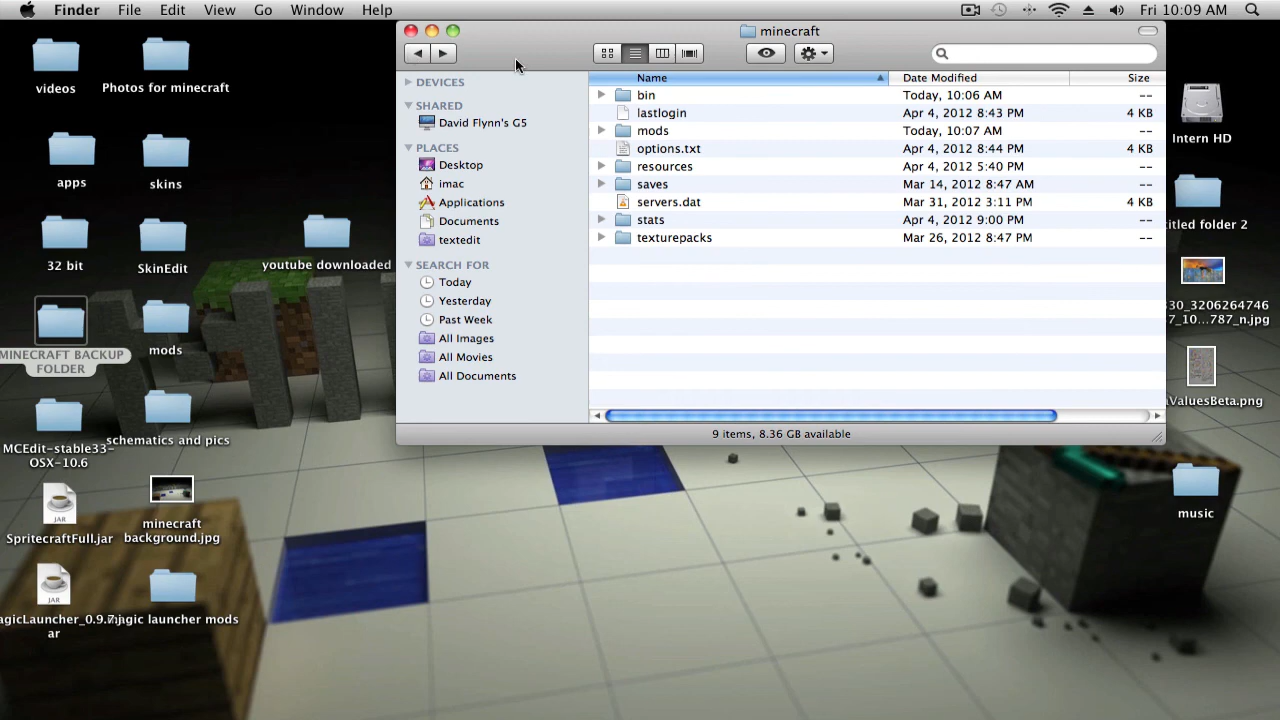 Finder File Edit View Go Window Help Fri 10:09 AM
minecraft
DEVICES
SHARED
David Flynn's G5
PLACES
Desktop
imac
Applications
Documents
textedit
SEARCH FOR
Today
Yesterday
Past Week
All Images
All Movies
All Documents
Name Date Modified Size
bin Today, 10:06 AM --
lastlogin Apr 4, 2012 8:43 PM 4 KB
mods Today, 10:07 AM --
options.txt Apr 4, 2012 8:44 PM 4 KB
resources Apr 4, 2012 5:40 PM --
saves Mar 14, 2012 8:47 AM --
servers.dat Mar 31, 2012 3:11 PM 4 KB
stats Apr 4, 2012 9:00 PM --
texturepacks Mar 26, 2012 8:47 PM --
9 items, 8.36 GB available
videos
Photos for minecraft
apps
skins
32 bit
SkinEdit
youtube downloaded
MINECRAFT BACKUP
FOLDER
mods
MCEdit-stable33-
OSX-10.6
schematics and pics
JAR
SpritecraftFull.jar
minecraft
background.jpg
JAR
agicLauncher_0.9.7.j
ar
magic launcher mods
Intern HD
titled folder 2
330_3206264746
7_10...787_n.jpg
aValuesBeta.png
music